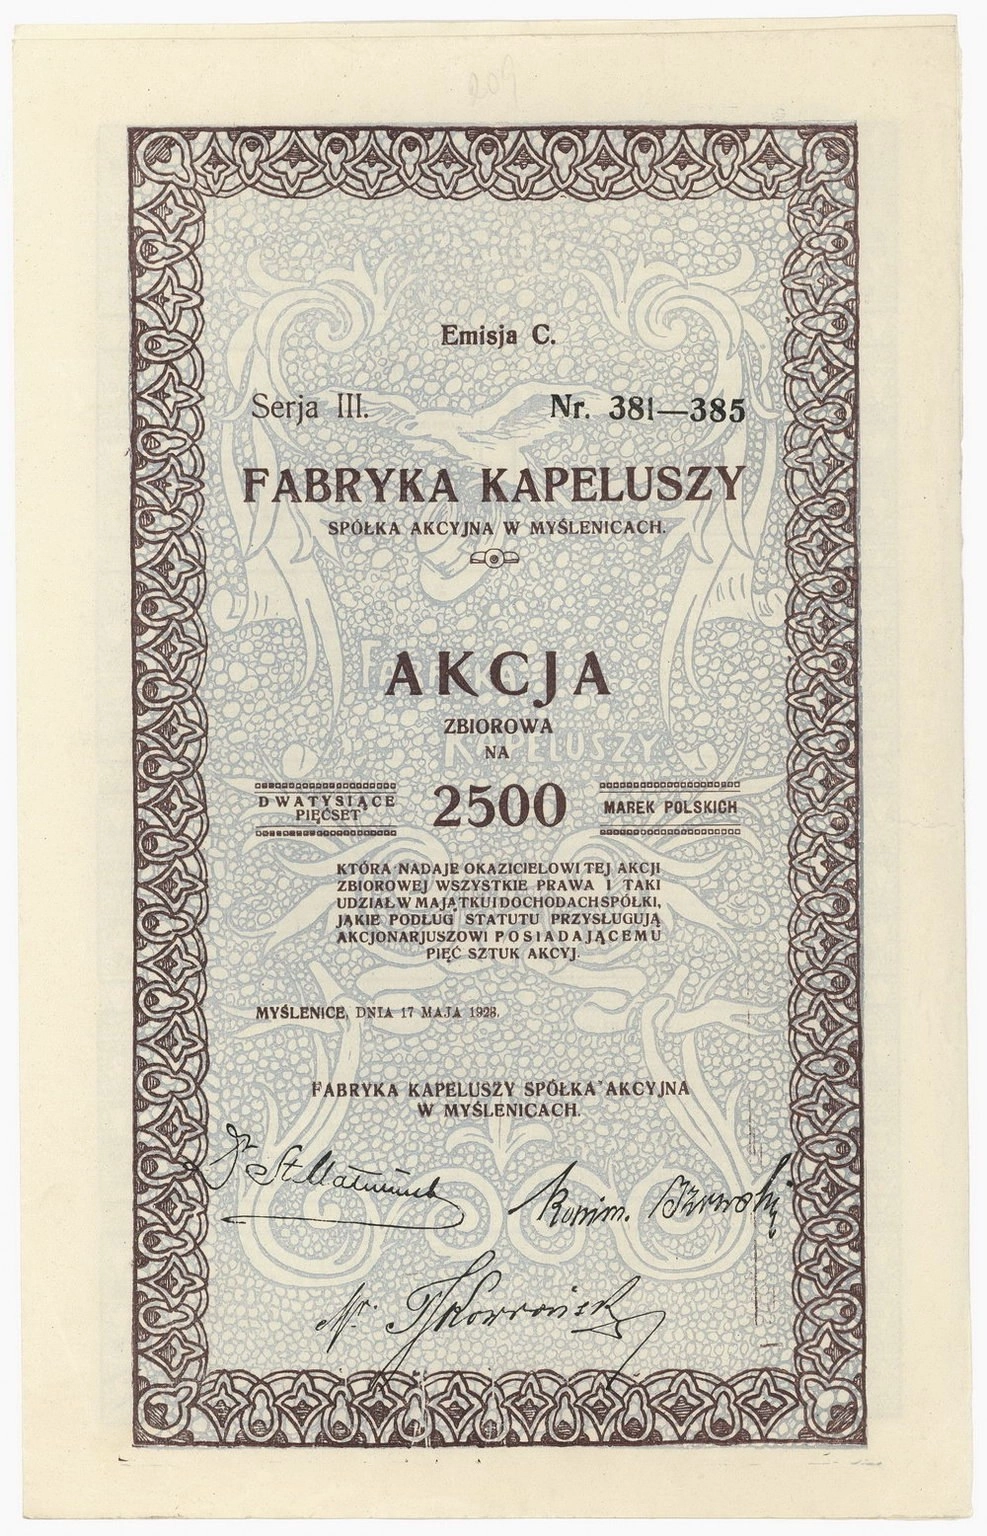 Emisja C.
Serja III. Nr. 381—385
FABRYKA KAPELUSZY
SPÓŁKA AKCYJNA W MYŚLENICACH.
AKCJA
ZBIOROWA
KAPELUSZY
NA
DWATYSIĄCE
PIĘĆSET
2500
MAREK POLSKICH
KTÓRA NADAJE OKAZICIELOWI TEJ AKCJI
ZBIOROWEJ WSZYSTKIE PRAWA I TAKI
UDZIAŁ W MAJĄTKU I DOCHODACH SPÓŁKI,
JAKIE PODŁUG STATUTU PRZYSŁUGUJĄ
AKCJONARJUSZOWI POSIADAJĄCEMU
PIĘĆ SZTUK AKCYJ.
MYŚLENICE, DNIA 17 MAJA 1923.
FABRYKA KAPELUSZY SPÓŁKA AKCYJNA
W MYŚLENICACH.